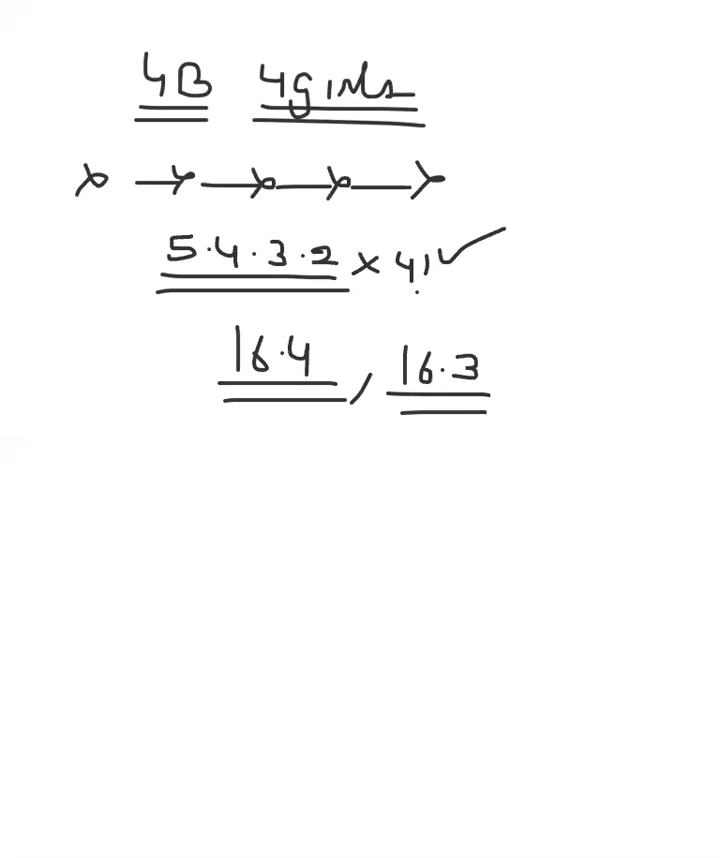 4B 4girls
x — x — x — x — x
5.4.3.2 x 4!
16.4, 16.3